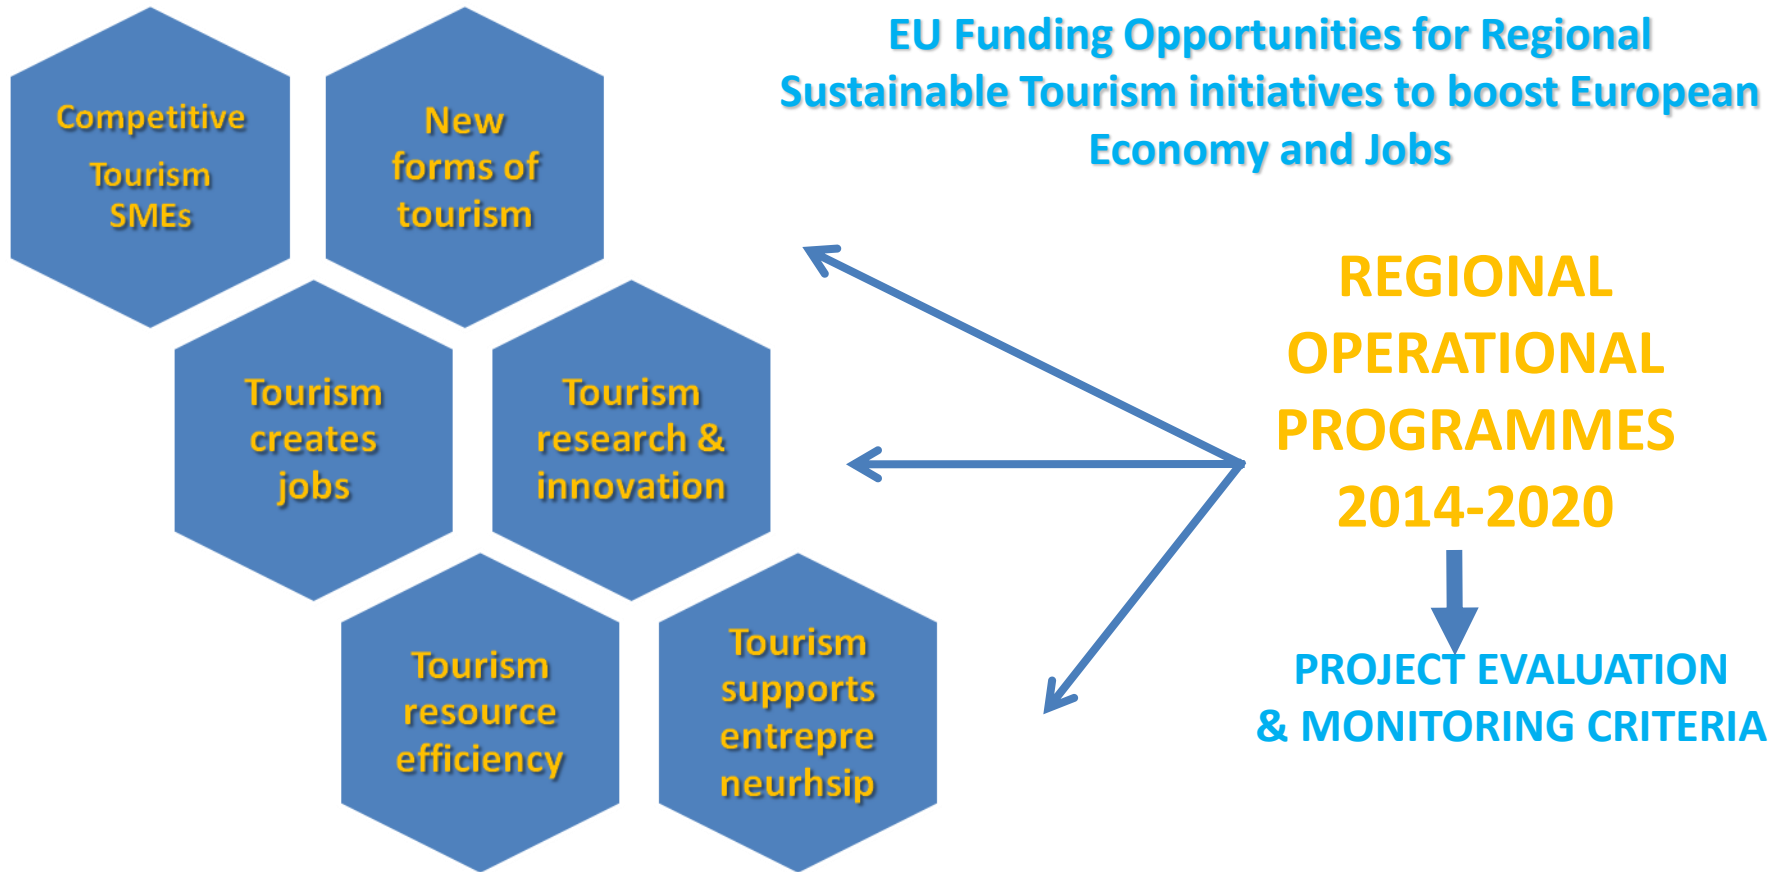 EU Funding Opportunities for Regional
Sustainable Tourism initiatives to boost European
Economy and Jobs
Competitive
Tourism
SMEs
New
forms of
tourism
Tourism
creates
jobs
Tourism
research &
innovation
Tourism
resource
efficiency
Tourism
supports
entrepre
neurhsip
REGIONAL
OPERATIONAL
PROGRAMMES
2014-2020
PROJECT EVALUATION
& MONITORING CRITERIA